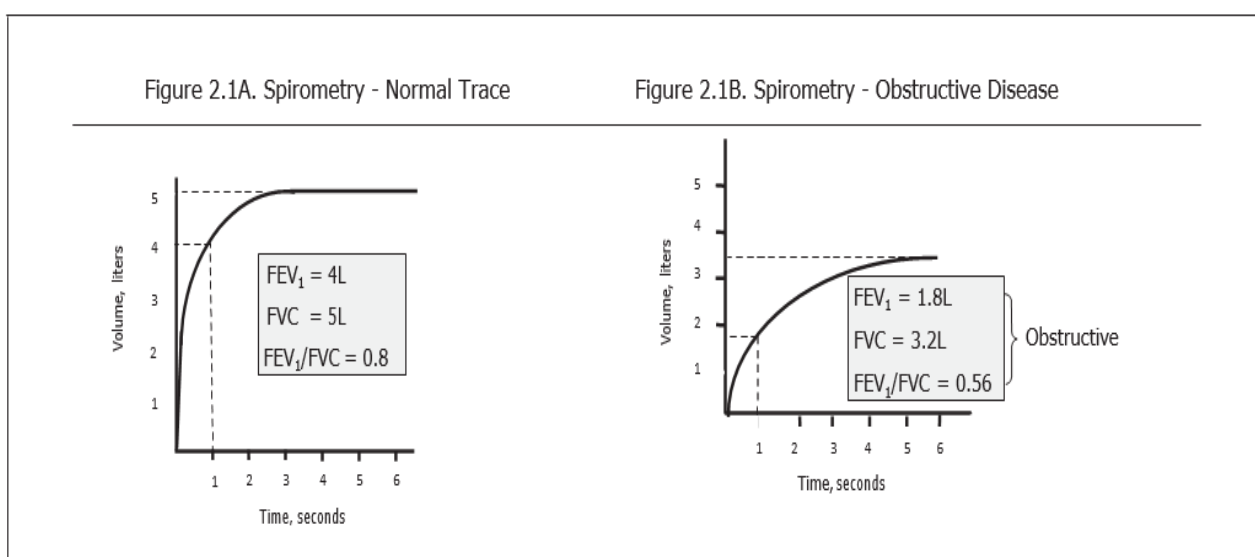 Figure 2.1A. Spirometry - Normal Trace
Figure 2.1B. Spirometry - Obstructive Disease
Volume, liters
5
4
3
2
1
FEV₁ = 4L
FVC = 5L
FEV₁/FVC = 0.8
1 2 3 4 5 6
Time, seconds
Volume, liters
5
4
3
2
1
FEV₁ = 1.8L
FVC = 3.2L
FEV₁/FVC = 0.56
Obstructive
1 2 3 4 5 6
Time, seconds